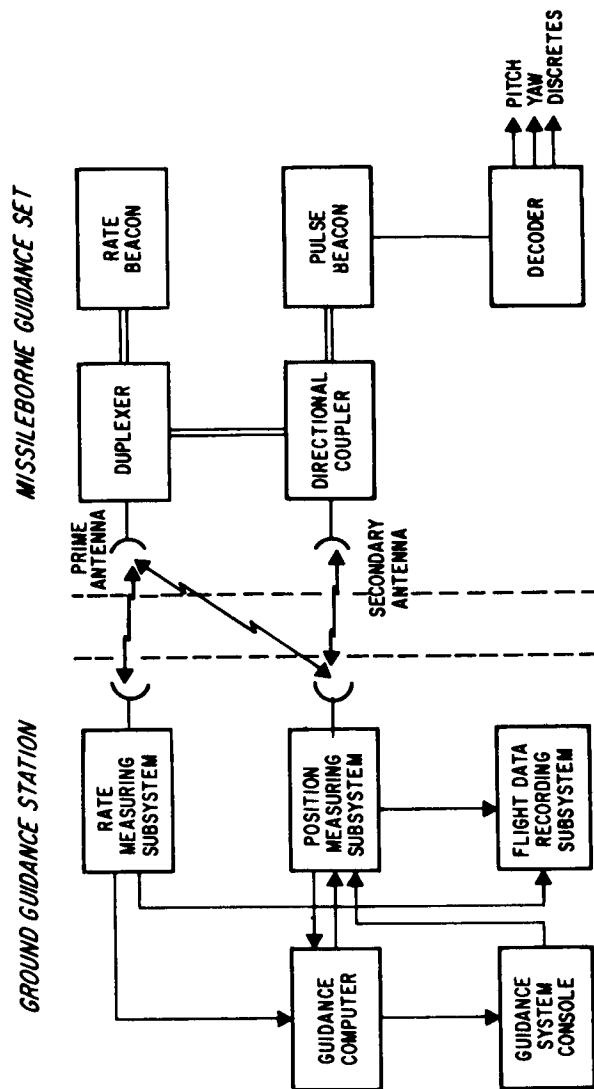 GROUND GUIDANCE STATION
MISSILEBORNE GUIDANCE SET
RATE
MEASURING
SUBSYSTEM
PRIME
ANTENNA
DUPLEXER
RATE
BEACON
GUIDANCE
COMPUTER
POSITION
MEASURING
SUBSYSTEM
SECONDARY
ANTENNA
DIRECTIONAL
COUPLER
PULSE
BEACON
GUIDANCE
SYSTEM
CONSOLE
FLIGHT DATA
RECORDING
SUBSYSTEM
DECODER
PITCH
YAW
DISCRETES